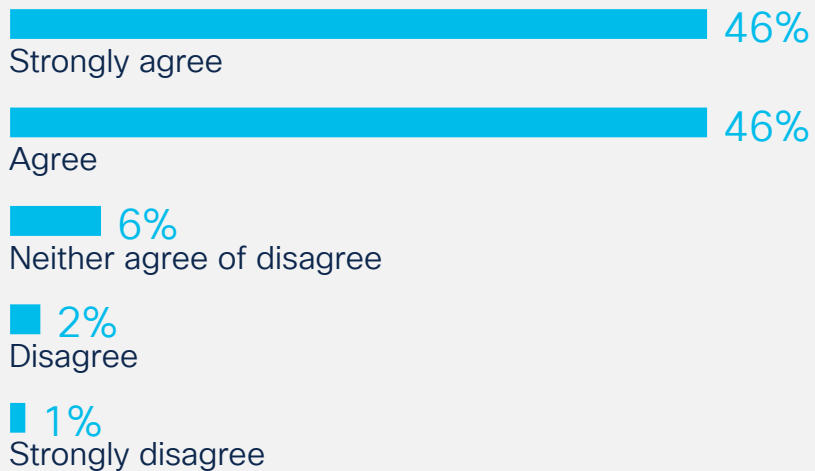 46%
Strongly agree
46%
Agree
6%
Neither agree of disagree
2%
Disagree
1%
Strongly disagree